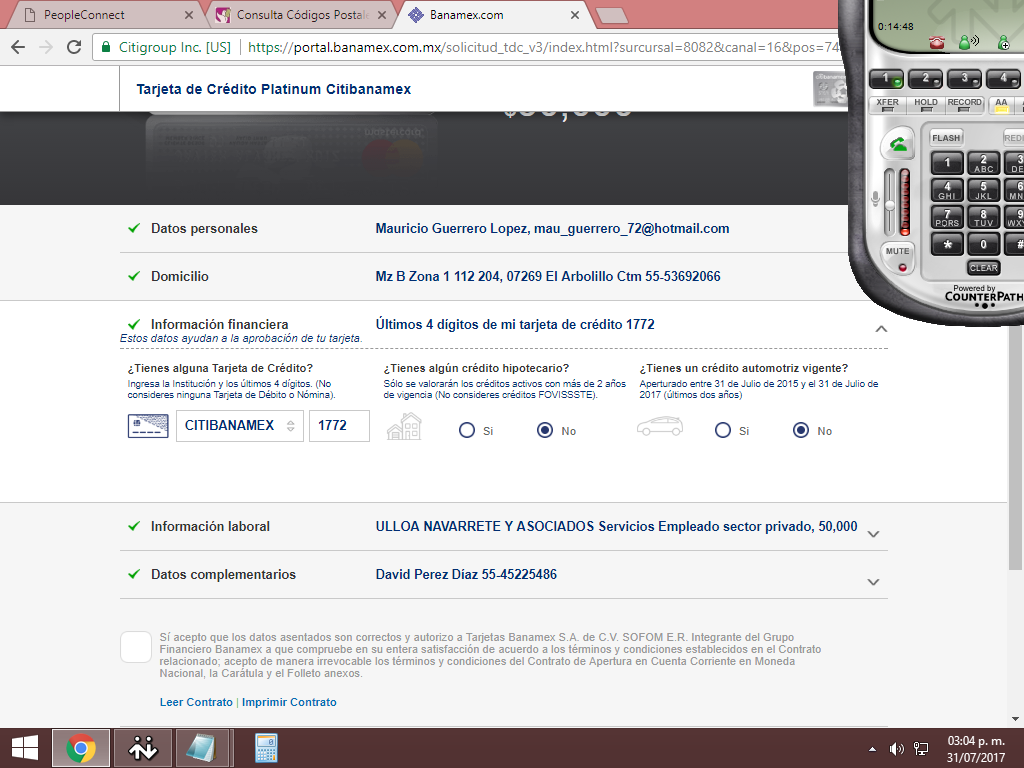 PeopleConnect
Consulta Códigos Postale
Banamex.com
Citigroup Inc. [US]
https://portal.banamex.com.mx/solicitud_tdc_v3/index.html?sursursal=8082&canal=16&pos=74
Tarjeta de Crédito Platinum Citibanamex
Datos personales
Mauricio Guerrero Lopez, mau_guerrero_72@hotmail.com
Domicilio
Mz B Zona 1 112 204, 07269 El Arbolillo Ctm 55-53692066
Información financiera
Últimos 4 dígitos de mi tarjeta de crédito 1772
Estos datos ayudan a la aprobación de tu tarjeta.
¿Tienes alguna Tarjeta de Crédito?
Ingresa la Institución y los últimos 4 dígitos. (No
consideres ninguna Tarjeta de Débito o Nómina).
CITIBANAMEX
1772
¿Tienes algún crédito hipotecario?
Sólo se valorarán los créditos activos con más de 2 años
de vigencia (No consideres créditos FOVISSSTE).
Si
No
¿Tienes un crédito automotriz vigente?
Aperturado entre 31 de Julio de 2015 y el 31 de Julio de
2017 (últimos dos años)
Si
No
Información laboral
ULLOA NAVARRETE Y ASOCIADOS Servicios Empleado sector privado, 50,000
Datos complementarios
David Perez Díaz 55-45225486
Sí acepto que los datos asentados son correctos y autorizo a Tarjetas Banamex S.A. de C.V. SOFOM E.R. Integrante del Grupo
Financiero Banamex a que compruebe en su entera satisfacción de acuerdo a los términos y condiciones establecidos en el Contrato
relacionado; acepto de manera irrevocable los términos y condiciones del Contrato de Apertura en Cuenta Corriente en Moneda
Nacional, la Carátula y el Folleto anexos.
Leer Contrato | Imprimir Contrato
0:14:48
1 2 3 4
XFER HOLD RECORD AA
FLASH
1
2 ABC
3
4 GHI
5 JKL
6
7 PQRS
8 TUV
9
* 0 #
MUTE
CLEAR
Powered by
COUNTERPATH
03:04 p. m.
31/07/2017